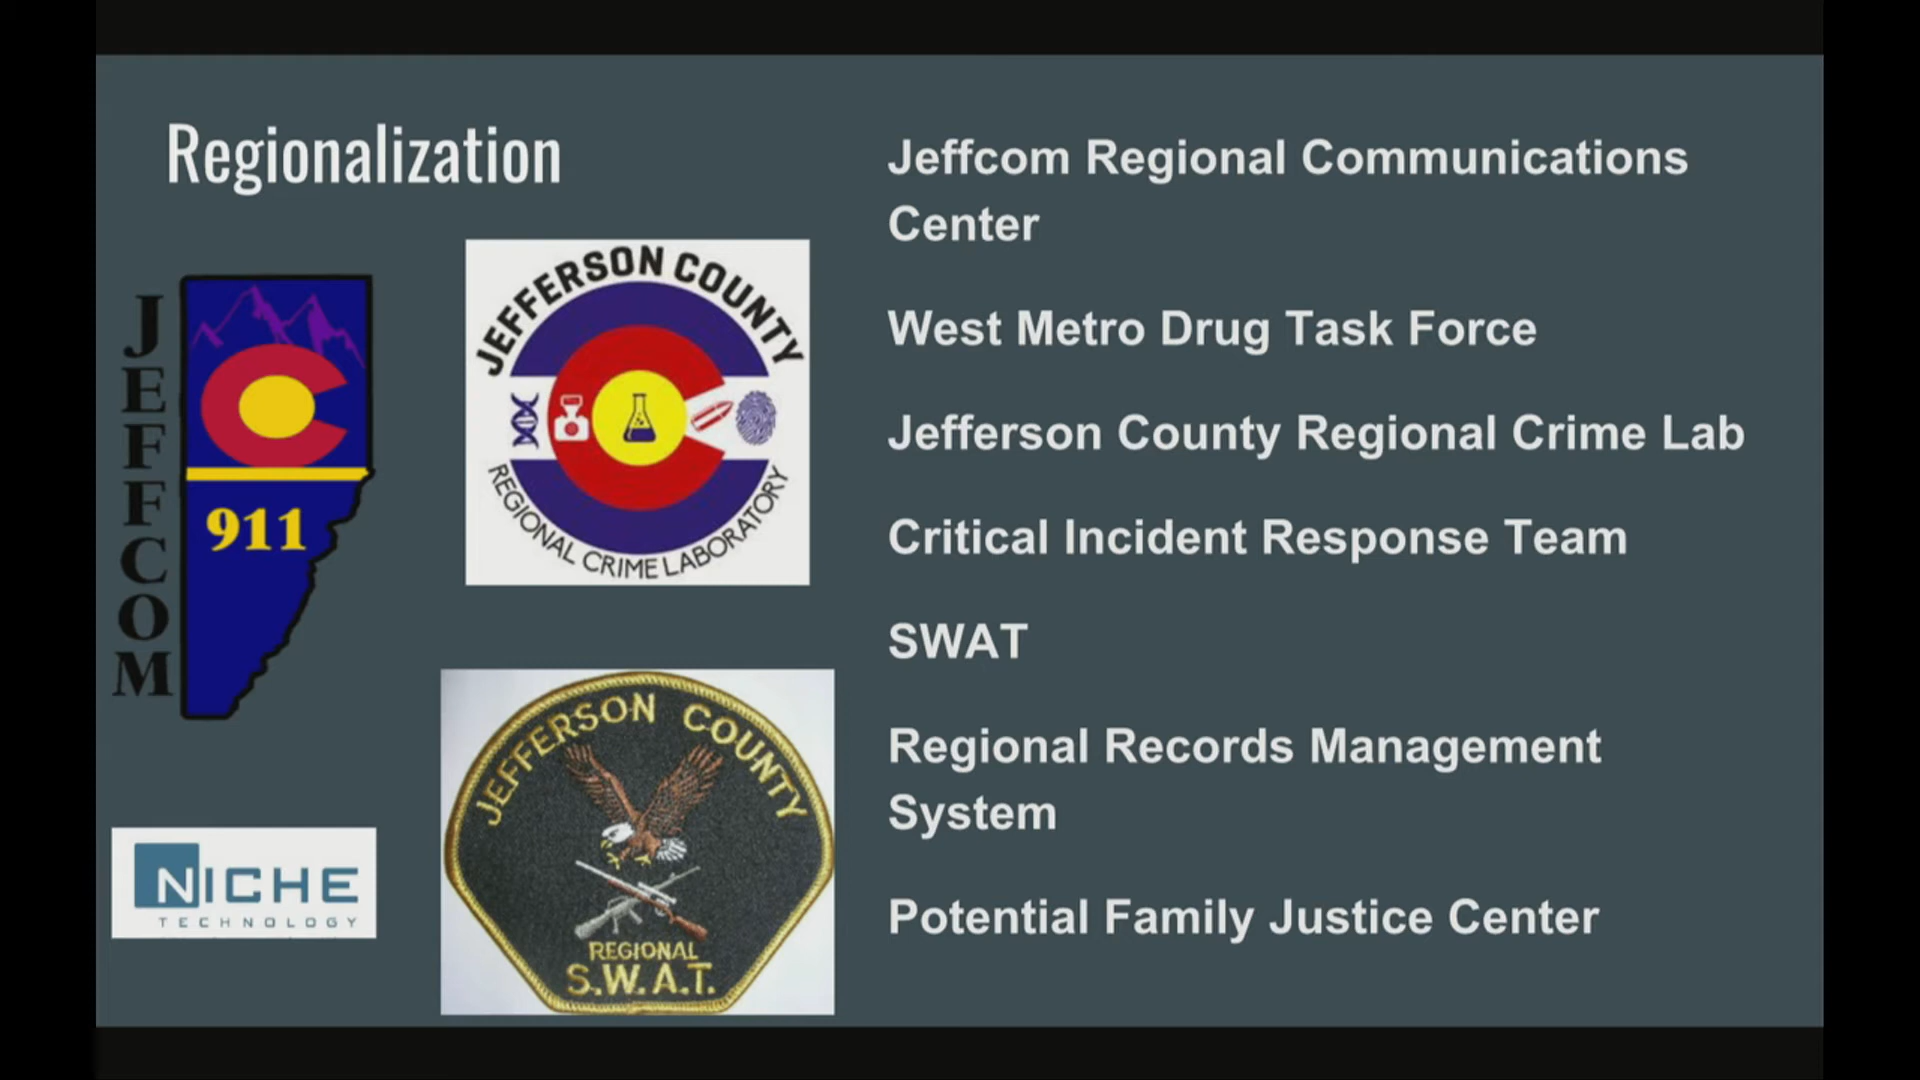 Regionalization
JEFFCOM
911
JEFFERSON COUNTY
REGIONAL CRIME LABORATORY
NICHE
TECHNOLOGY
JEFFERSON COUNTY
REGIONAL
S.W.A.T.
Jeffcom Regional Communications
Center
West Metro Drug Task Force
Jefferson County Regional Crime Lab
Critical Incident Response Team
SWAT
Regional Records Management
System
Potential Family Justice Center